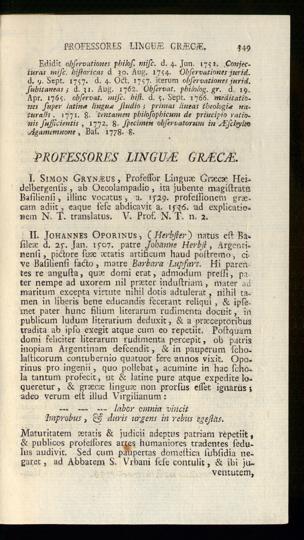 PROFESSORES LINGUÆ GRÆCÆ. 349
Edidit observationes philos. misc. d. 4. Jun. 1751. Conjec-
turas misc. historicas d 30. Aug. 1754. Observationes jurid.
d. 9. Sept. 1757. d. 4. Oct. 1757. iterum observationes jurid.
subitaneas; d. 31. Aug. 1762. Observat. philolog. gr. d. 19.
Apr. 1765. observat. misc. hist. d. 5. Sept. 1766. meditatio-
nes super latinæ linguæ studio; primas lineas theologiæ na-
turalis. 1771. 8. tentamen philosophicum de principio ratio-
nis sufficientis, 1772. 8. specimen observatorum in Æschylim
Agamemnone, Bas. 1778. 8.
PROFESSORES LINGUÆ GRÆCÆ.
I. SIMON GRYNÆUS, Professor Linguæ Græcæ Hei-
delbergensis, ab Oecolampadio, ita jubente magistratu
Basiliensi, illinc vocatus, a. 1529. professionem græ-
cam adiit, eaque sese abdicavit a. 1536. ad explicatio-
nem N. T. translatus. V. Prof. N. T. n. 2.
II. JOHANNES OPORINUS, (Herbster) natus est Ba-
sileæ d. 25. Jan. 1507. patre Johanne Herbst, Argenti-
nensi, pictore suæ ætatis artificum haud postremo, ci-
ve Basiliensi facto, matre Barbara Lupfart. Hi paren-
tes re angusta, quæ domi erat, admodum pressi, pa-
ter nempe ad uxorem nil præter industriam, mater ad
maritum excepta virtute nihil dotis adtulerat, nihil ta-
men in liberis bene educandis fecerant reliqui, & ipse-
met pater hunc filium literarum rudimenta docuit, in
publicum ludum literarium deduxit, & a præceptoribus
tradita ab ipso exegit atque cum eo repetiit. Postquam
domi feliciter literarum rudimenta percepit, ob patris
inopiam Argentinam descendit, & in pauperum scho-
lasticorum contubernio quatuor fere annos vixit. Opo-
rinus pro ingenii, quo pollebat, acumine in hac scho-
la tantum profecit, ut & latine pure atque expedite lo-
queretur, & græcæ linguæ non prorsus esset ignarus;
adeo verum est illud Virgilianum:
--- --- --- labor omnia vincit
Improbus, & duris urgens in rebus egestas.
Maturitatem ætatis & judicii adeptus patriam repetiit,
& publicos professores artes humaniores tradentes sedu-
lus audivit. Sed cum paupertas domestica subsidia ne-
garet, ad Abbatem S. Urbani sese contulit, & ibi ju-
ventutem,